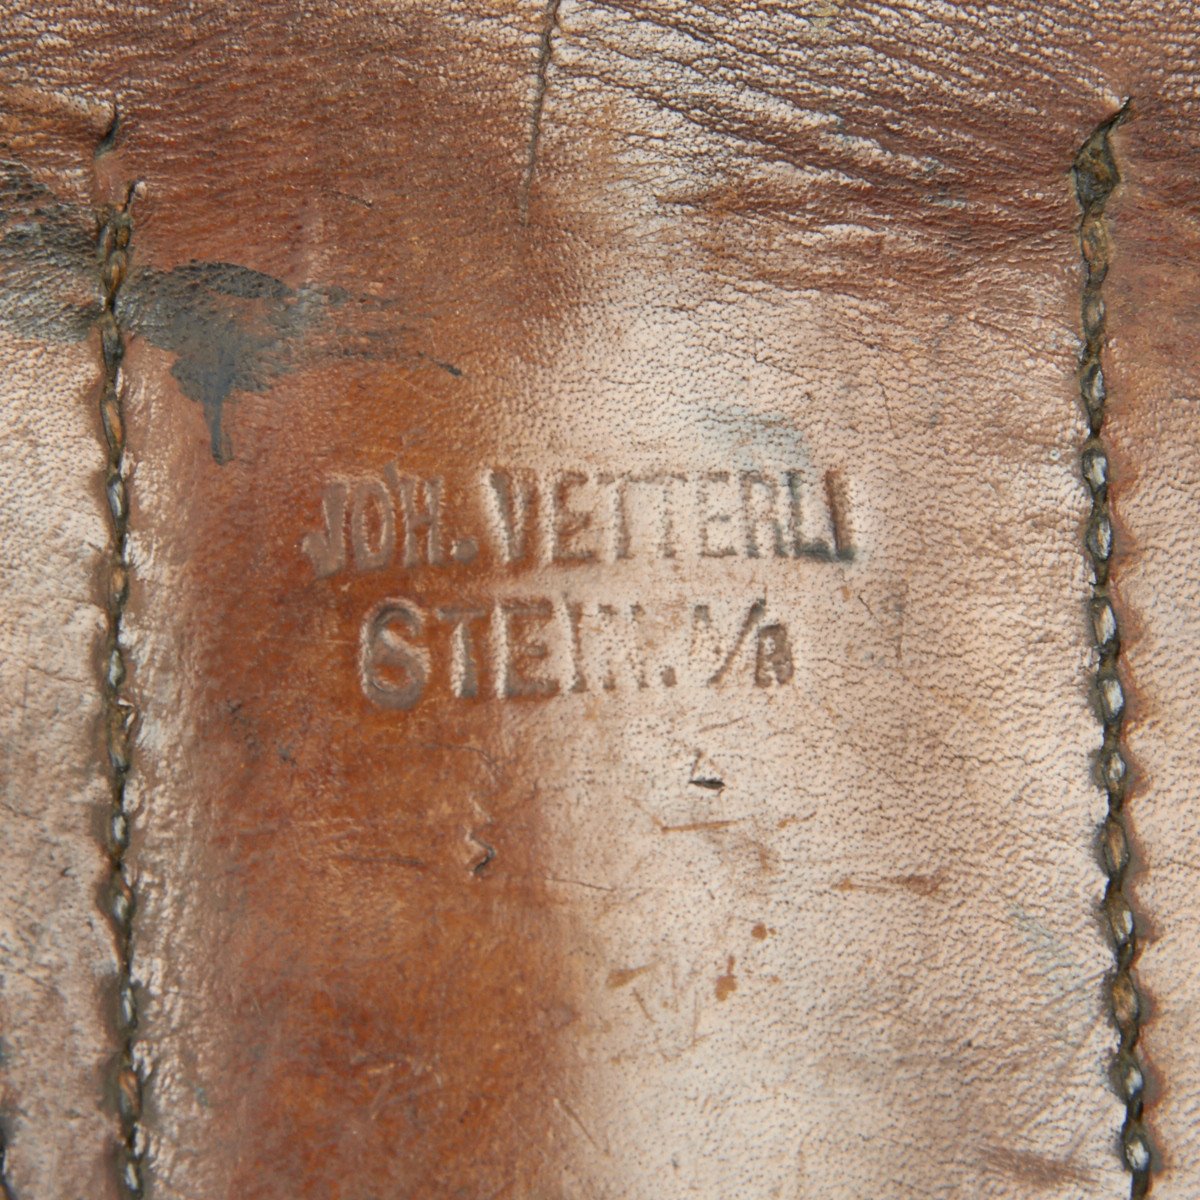 JOH. VETTERLI
STEIN. A/R